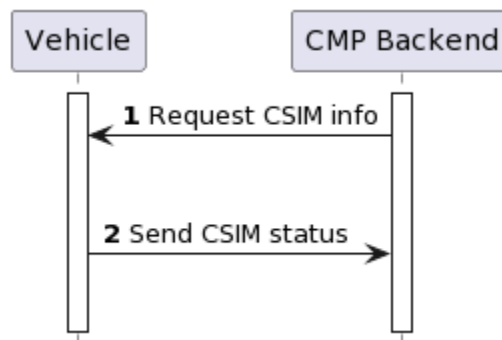 Vehicle
CMP Backend
1 Request CSIM info
2 Send CSIM status